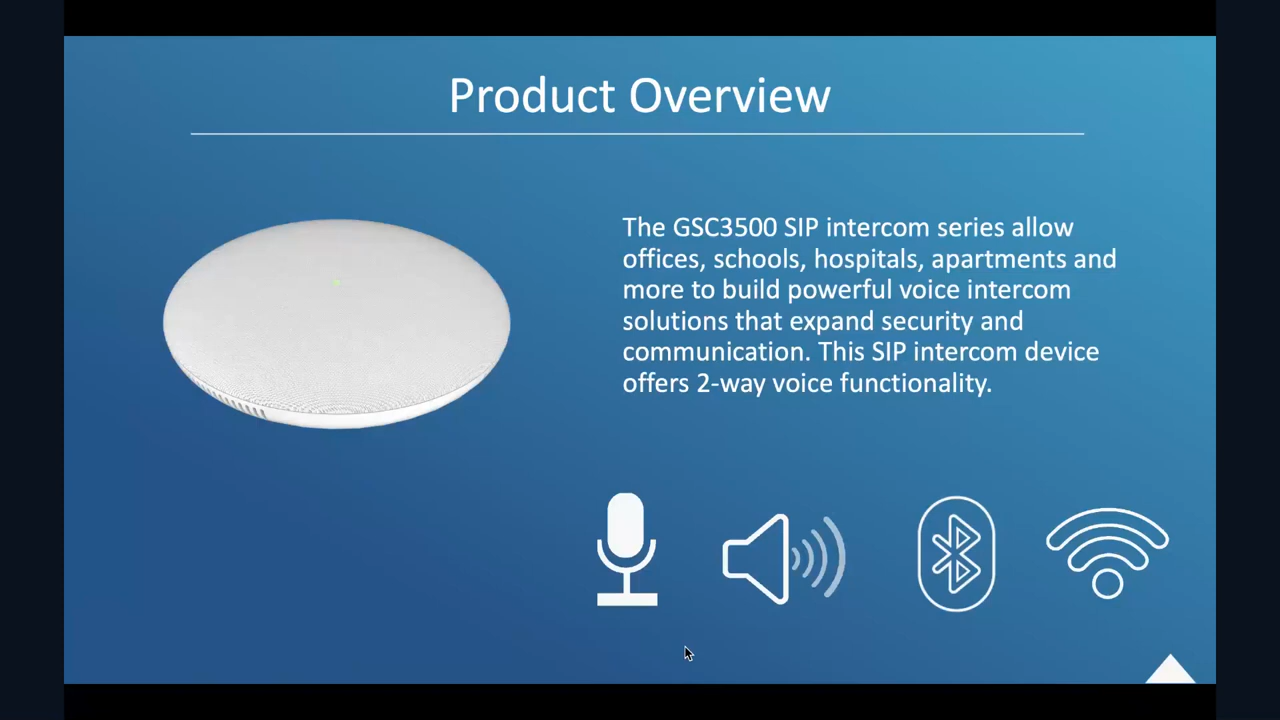 Product Overview
The GSC3500 SIP intercom series allow
offices, schools, hospitals, apartments and
more to build powerful voice intercom
solutions that expand security and
communication. This SIP intercom device
offers 2-way voice functionality.